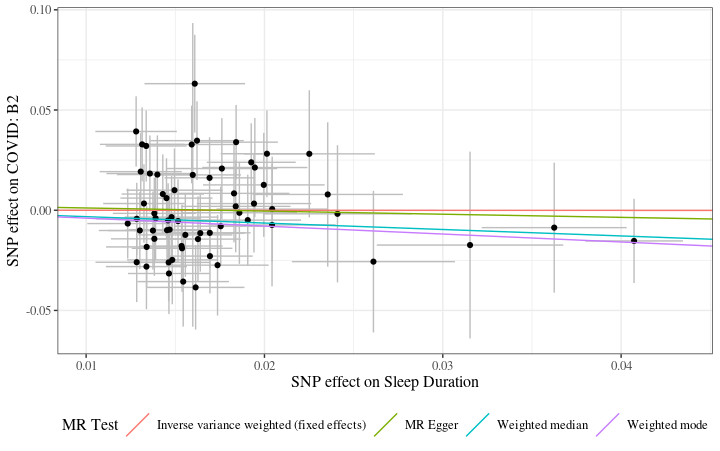 0.10
0.05
0.00
-0.05
SNP effect on COVID: B2
0.01 0.02 0.03 0.04
SNP effect on Sleep Duration
MR Test Inverse variance weighted (fixed effects) MR Egger Weighted median Weighted mode